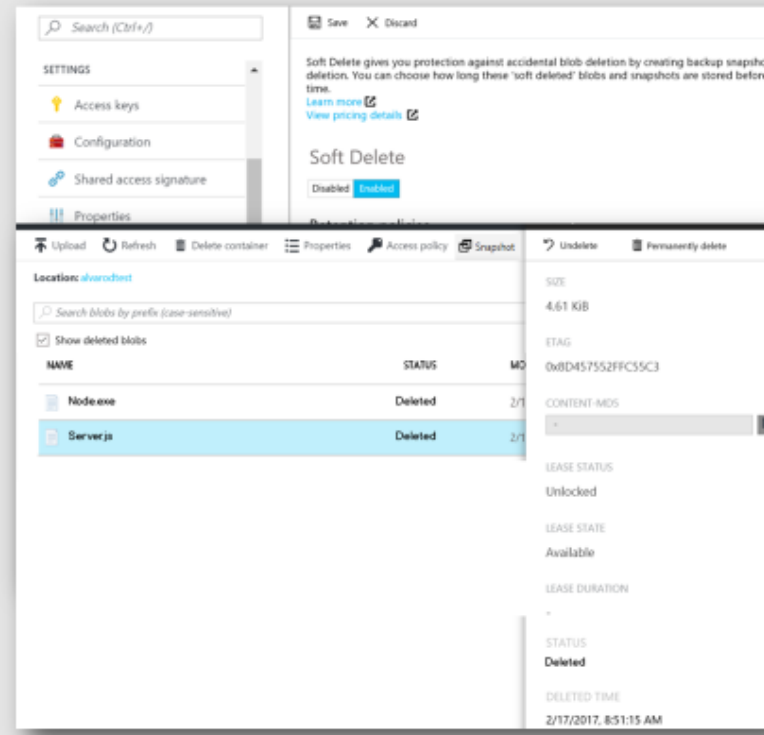 Search (Ctrl+/)
SETTINGS
Access keys
Configuration
Shared access signature
Properties
Save Discard
Soft Delete gives you protection against accidental blob deletion by creating backup
deletion. You can choose how long these 'soft deleted' blobs and snapshots are stored
time.
Learn more
View pricing details
Soft Delete
Disabled Enabled
Upload Refresh Delete container Properties Access policy Snapshot
Location: alvarodtest
Search blobs by prefix (case-sensitive)
Show deleted blobs
NAME STATUS
Node.exe Deleted
Server.js Deleted
Undelete Permanently delete
SIZE
4.61 KiB
ETAG
0x8D457552FFC55C3
CONTENT-MD5
-
LEASE STATUS
Unlocked
LEASE STATE
Available
LEASE DURATION
-
STATUS
Deleted
DELETED TIME
2/17/2017, 8:51:15 AM